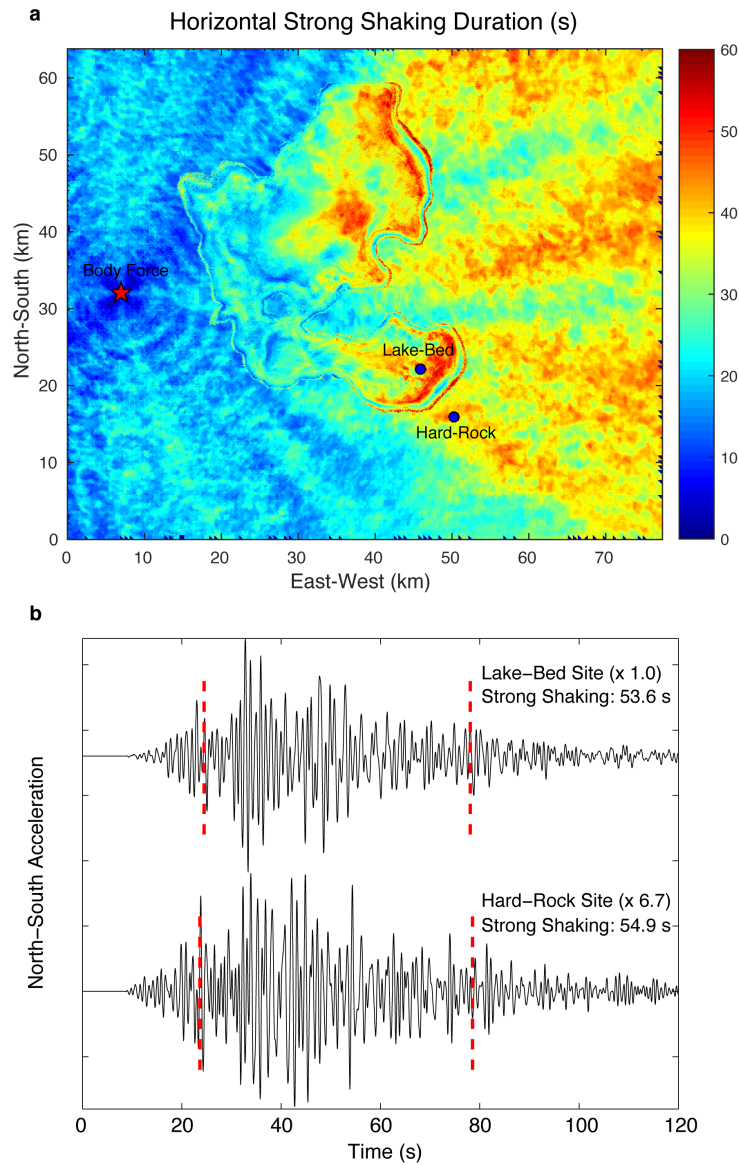 a
Horizontal Strong Shaking Duration (s)
60
50
40
30
20
10
0
North-South (km)
Body Force
Lake-Bed
Hard-Rock
0 10 20 30 40 50 60 70
East-West (km)
60
50
40
30
20
10
0
b
Lake−Bed Site (x 1.0)
Strong Shaking: 53.6 s
Hard−Rock Site (x 6.7)
Strong Shaking: 54.9 s
North−South Acceleration
0 20 40 60 80 100 120
Time (s)